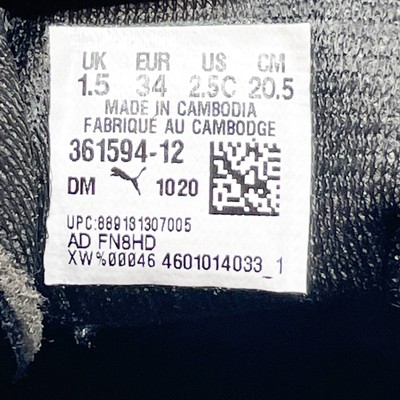 UK EUR US CM
1.5 34 2.5C 20.5
MADE IN CAMBODIA
FABRIQUÉ AU CAMBODGE
361594-12
DM 1020
UPC:889181307005
AD FN8HD
XW%00046 4601014033_1